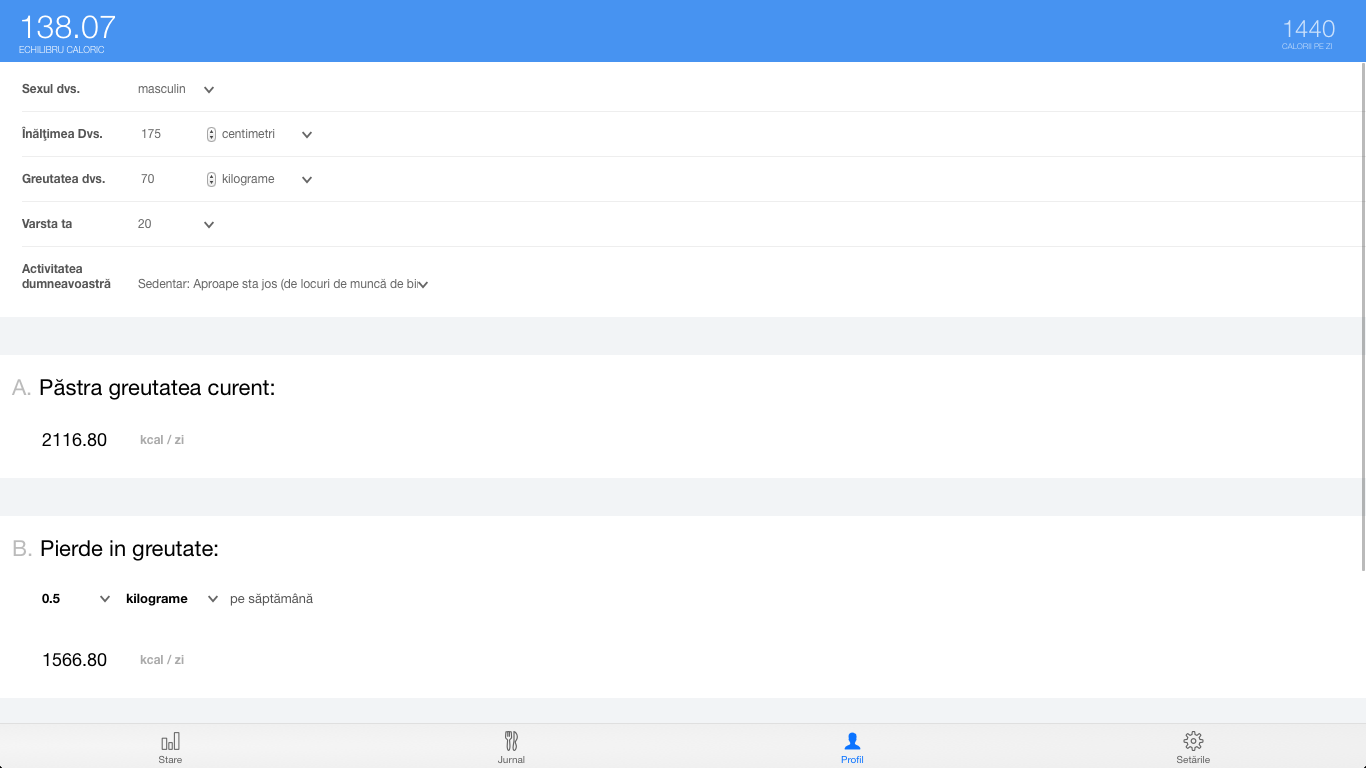 138.07
ECHILIBRU CALORIC
1440
CALORII PE ZI
Sexul dvs. masculin
Înălţimea Dvs. 175 centimetri
Greutatea dvs. 70 kilograme
Varsta ta 20
Activitatea
dumneavoastră Sedentar: Aproape sta jos (de locuri de muncă de bi
A. Păstra greutatea curent:
2116.80 kcal / zi
B. Pierde in greutate:
0.5 kilograme pe săptămână
1566.80 kcal / zi
Stare Jurnal Profil Setările